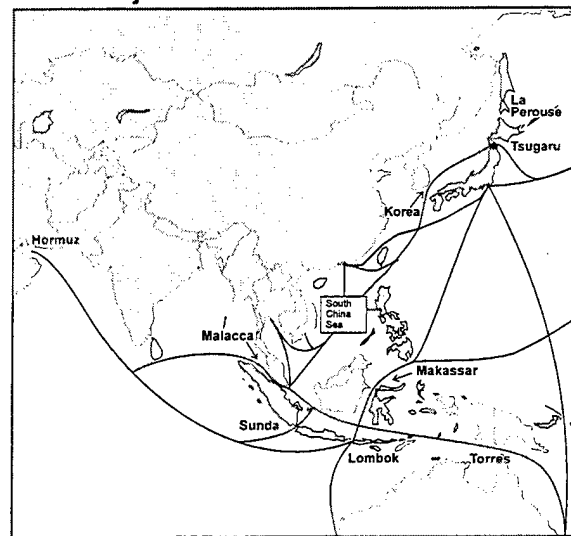 La
Perouse
Tsugaru
Korea
Hormuz
South
China
Sea
Malacca
Makassar
Sunda
Lombok
Torres